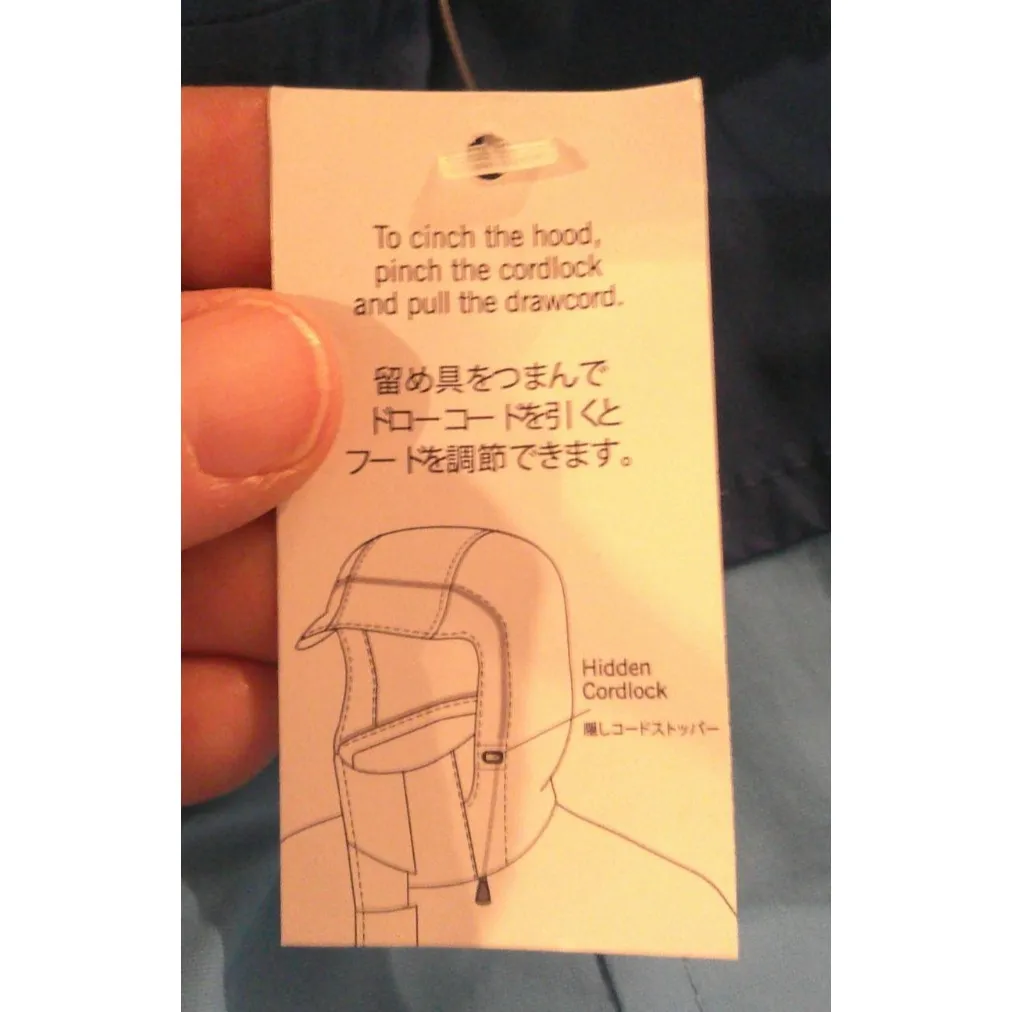 To cinch the hood,
pinch the cordlock
and pull the drawcord.
留め具をつまんで
ドローコードを引くと
フードを調節できます。
Hidden
Cordlock
隠しコードストッパー